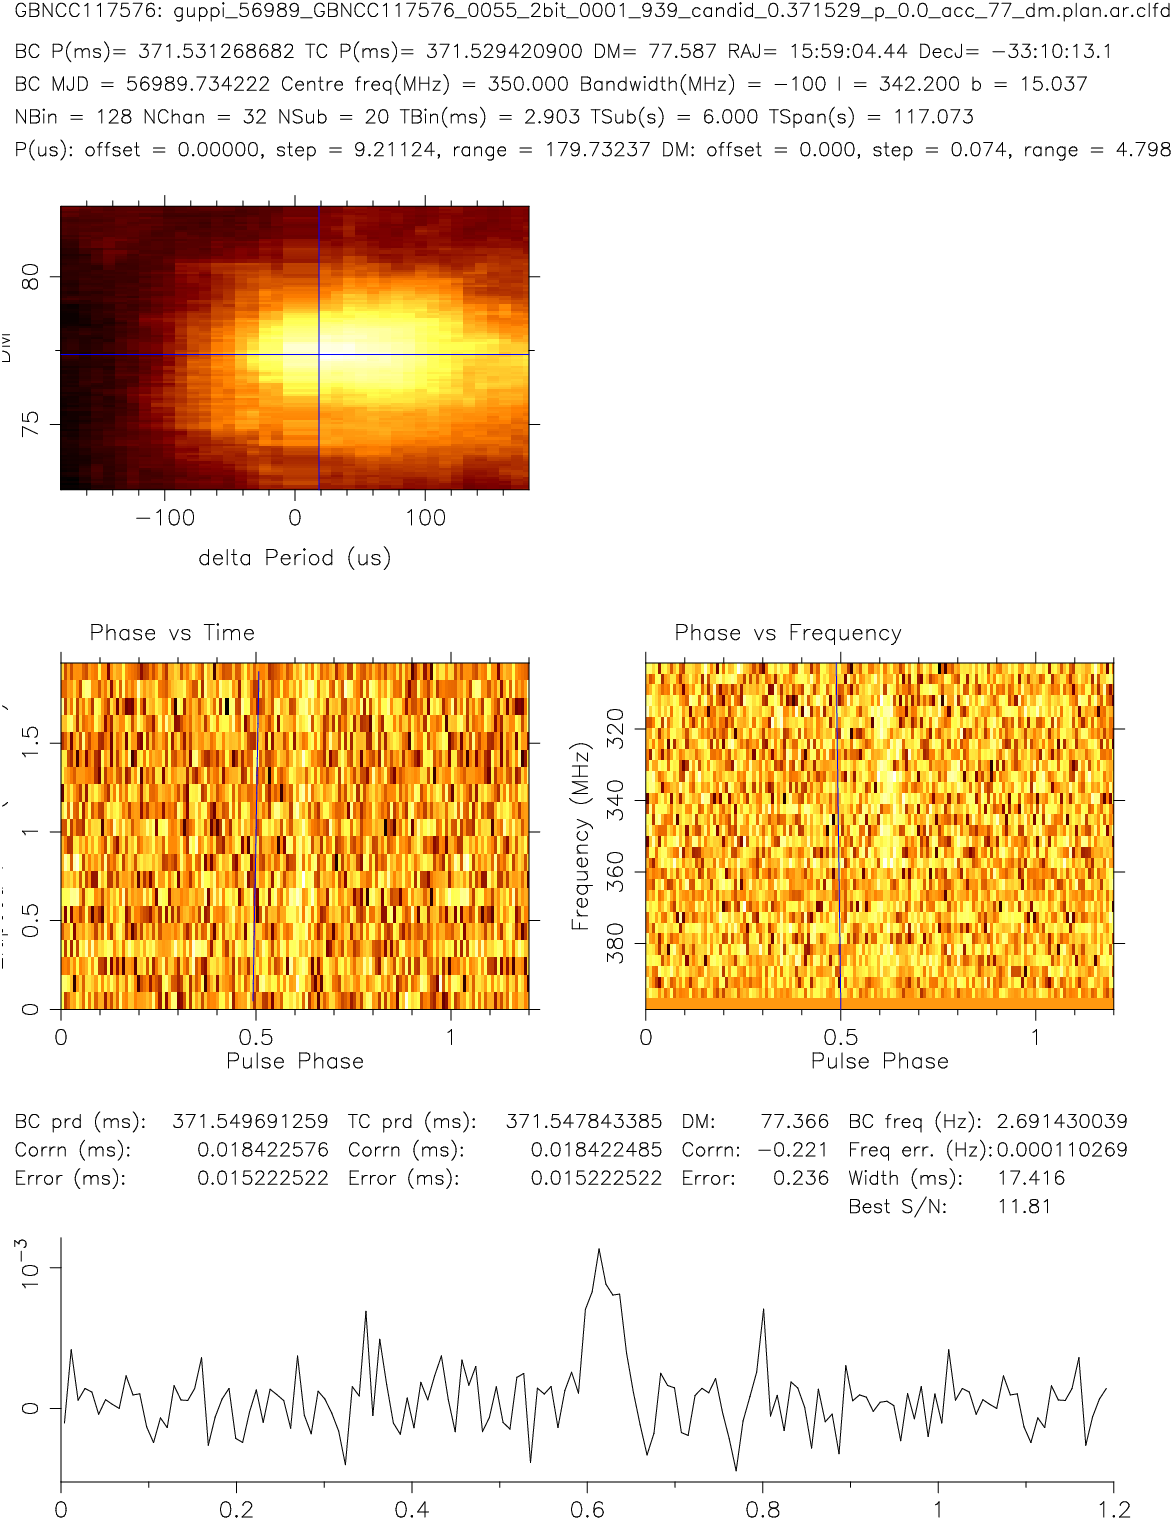 GBNCC117576: guppi_56989_GBNCC117576_0055_2bit_0001_939_candid_0.371529_p_0.0_acc_77_dm.plan.ar.clfd
BC P(ms)= 371.531268682 TC P(ms)= 371.529420900 DM= 77.587 RAJ= 15:59:04.44 DecJ= −33:10:13.1
BC MJD = 56989.734222 Centre freq(MHz) = 350.000 Bandwidth(MHz) = −100 l = 342.200 b = 15.037
NBin = 128 NChan = 32 NSub = 20 TBin(ms) = 2.903 TSub(s) = 6.000 TSpan(s) = 117.073
P(us): offset = 0.00000, step = 9.21124, range = 179.73237 DM: offset = 0.000, step = 0.074, range = 4.798
80
DM
75
−100 0 100
delta Period (us)
Phase vs Time
1.5
1
0.5
0
0 0.5 1
Pulse Phase
Phase vs Frequency
Frequency (MHz)
320
340
360
380
0 0.5 1
Pulse Phase
BC prd (ms): 371.549691259 TC prd (ms): 371.547843385 DM: 77.366 BC freq (Hz): 2.691430039
Corrn (ms): 0.018422576 Corrn (ms): 0.018422485 Corrn: −0.221 Freq err. (Hz): 0.000110269
Error (ms): 0.015222522 Error (ms): 0.015222522 Error: 0.236 Width (ms): 17.416
Best S/N: 11.81
10−3
0
0 0.2 0.4 0.6 0.8 1 1.2